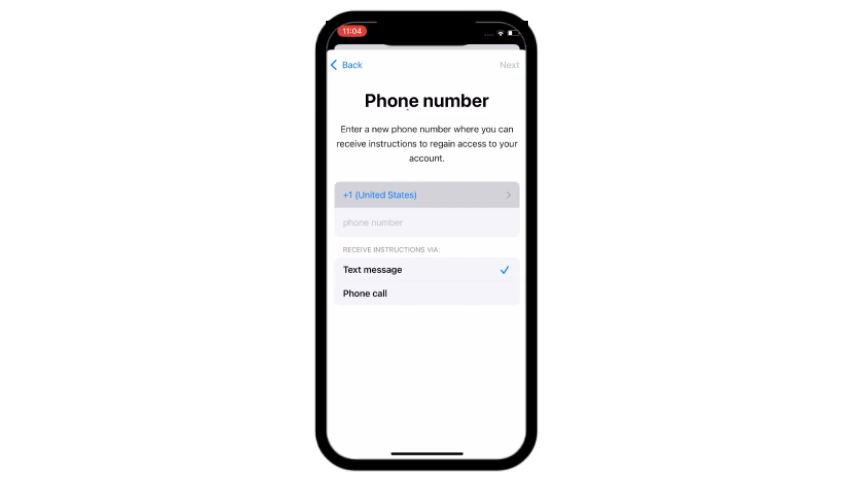 11:04
Back
Next
Phone number
Enter a new phone number where you can
receive instructions to regain access to your
account.
+1 (United States)
phone number
RECEIVE INSTRUCTIONS VIA:
Text message
Phone call